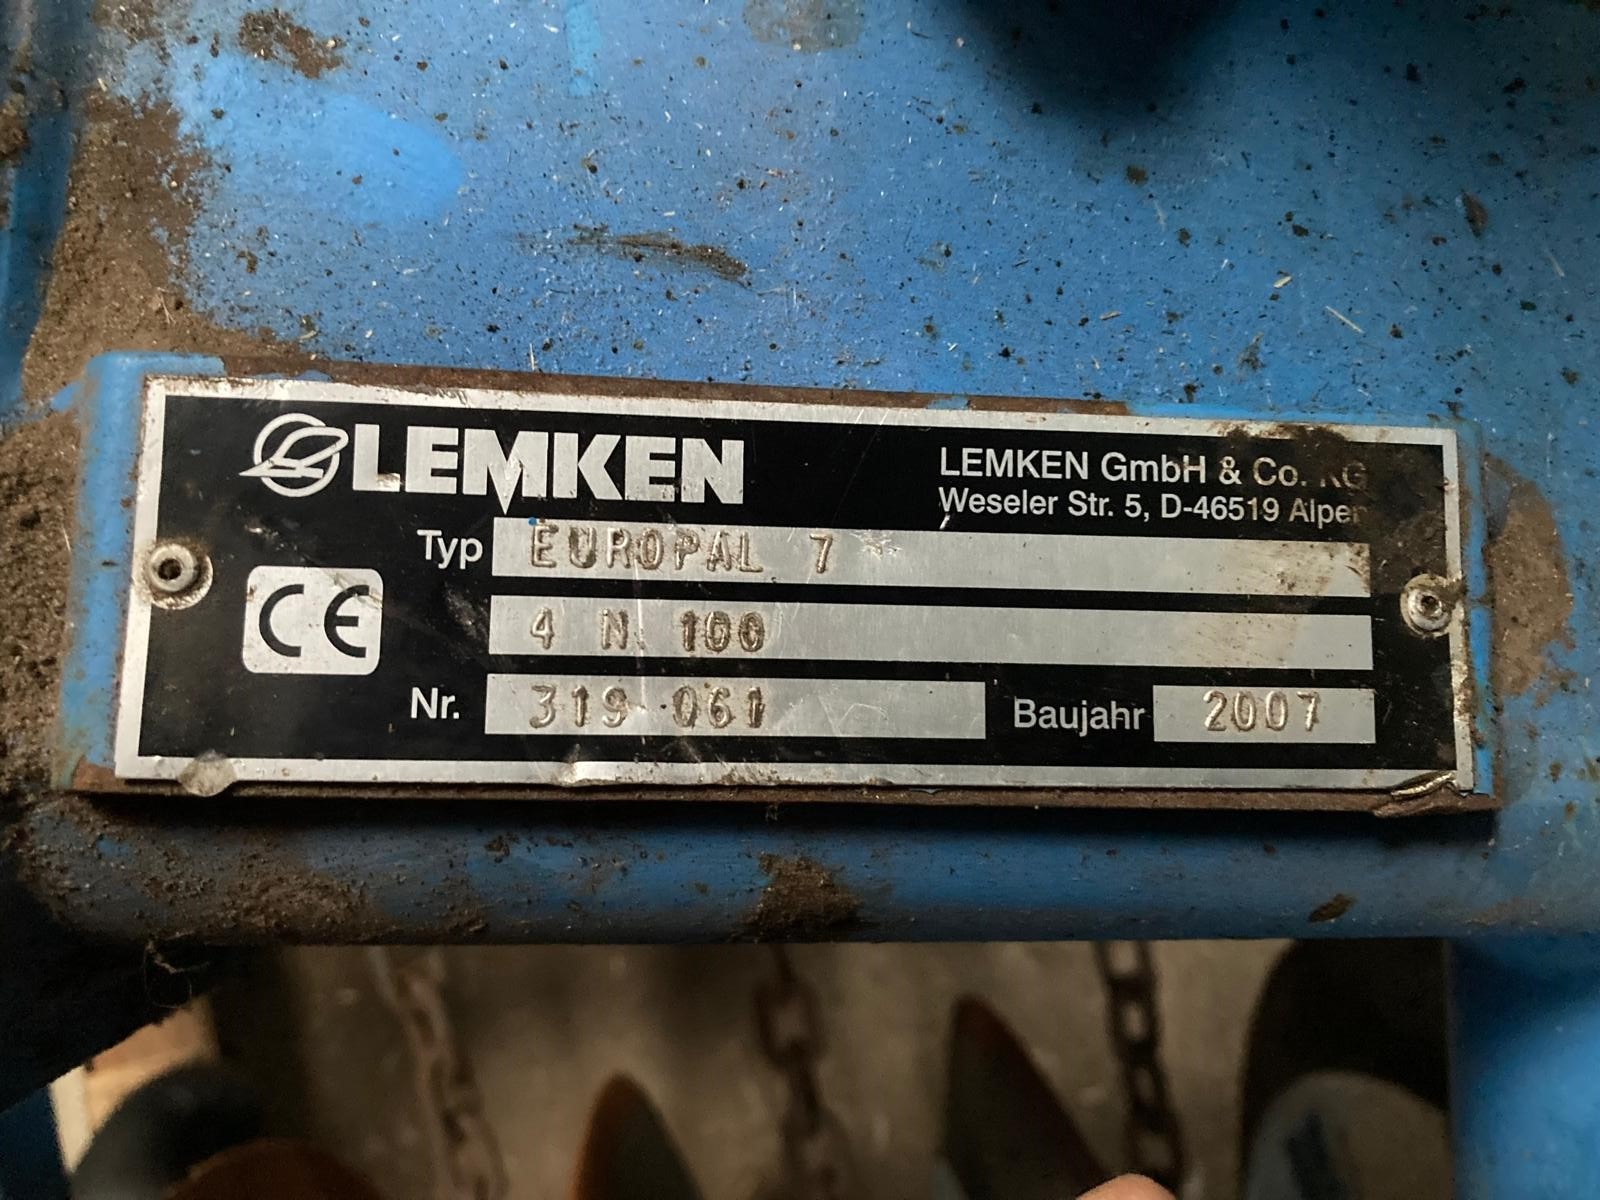 LEMKEN
LEMKEN GmbH & Co. KG
Weseler Str. 5, D-46519 Alpen
Typ EUROPAL 7
4 N 100
CE
Nr. 319 061 Baujahr 2007